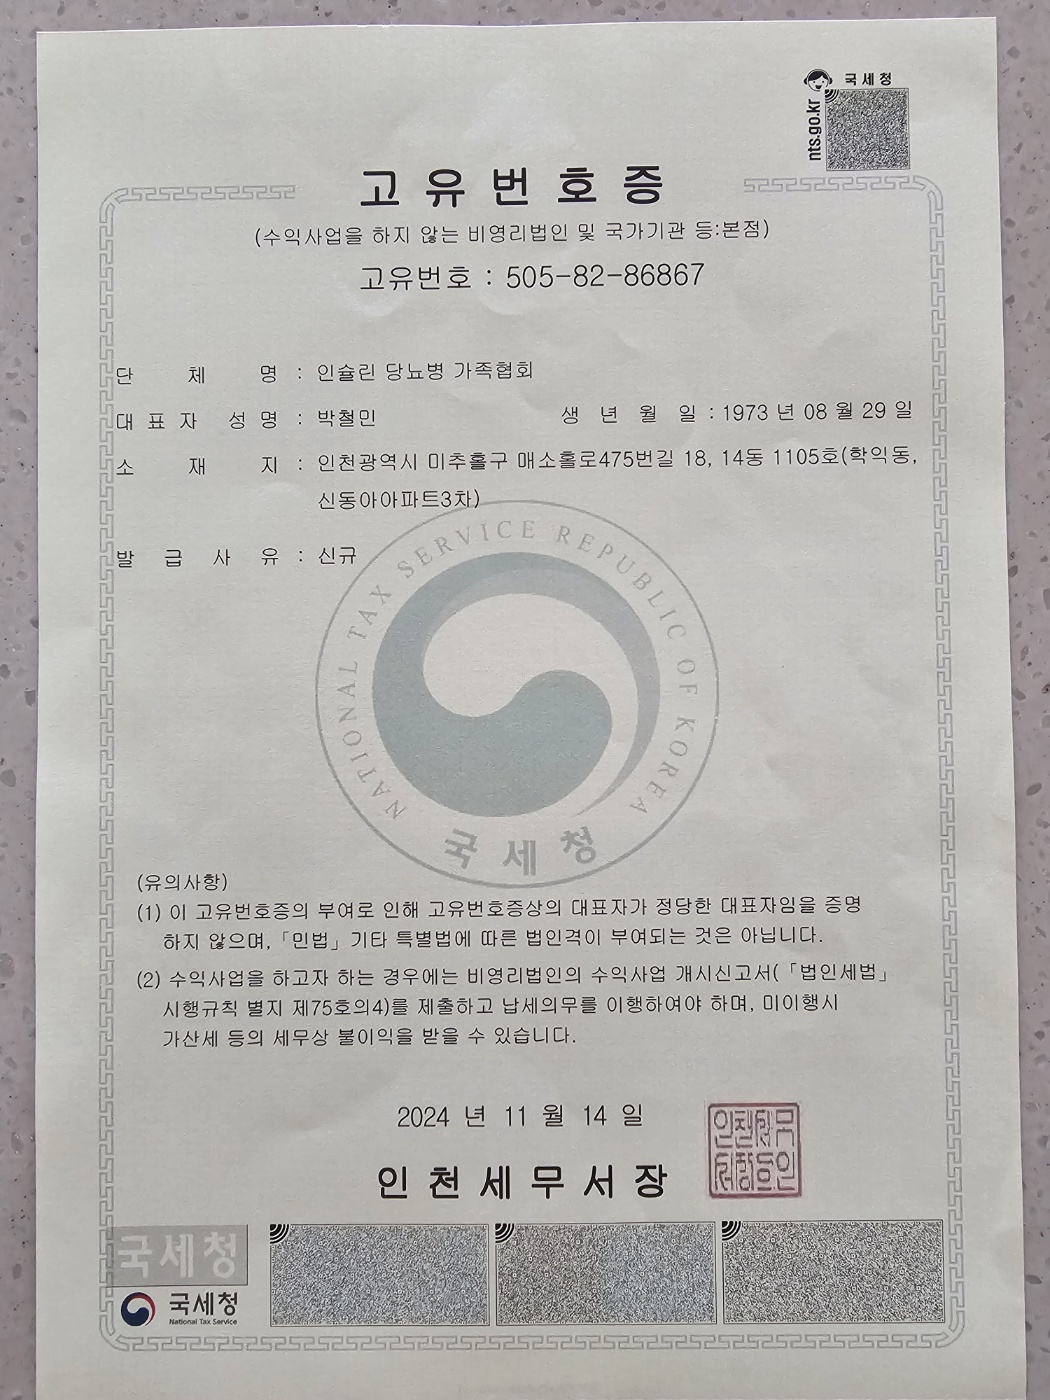 국세청
nts.go.kr
고유번호증
(수익사업을 하지 않는 비영리법인 및 국가기관 등:본점)
고유번호 : 505-82-86867
단 체 명 : 인슐린 당뇨병 가족협회
대표자 성명 : 박철민 생 년 월 일 : 1973 년 08 월 29 일
소 재 지 : 인천광역시 미추홀구 매소홀로475번길 18, 14동 1105호(학익동,
신동아아파트3차)
발 급 사 유 : 신규
NATIONAL TAX SERVICE REPUBLIC OF KOREA
국세청
(유의사항)
(1) 이 고유번호증의 부여로 인해 고유번호증상의 대표자가 정당한 대표자임을 증명
하지 않으며,「민법」기타 특별법에 따른 법인격이 부여되는 것은 아닙니다.
(2) 수익사업을 하고자 하는 경우에는 비영리법인의 수익사업 개시신고서(「법인세법」
시행규칙 별지 제75호의4)를 제출하고 납세의무를 이행하여야 하며, 미이행시
가산세 등의 세무상 불이익을 받을 수 있습니다.
2024 년 11 월 14 일
인천세무서장
국세청
국세청
National Tax Service